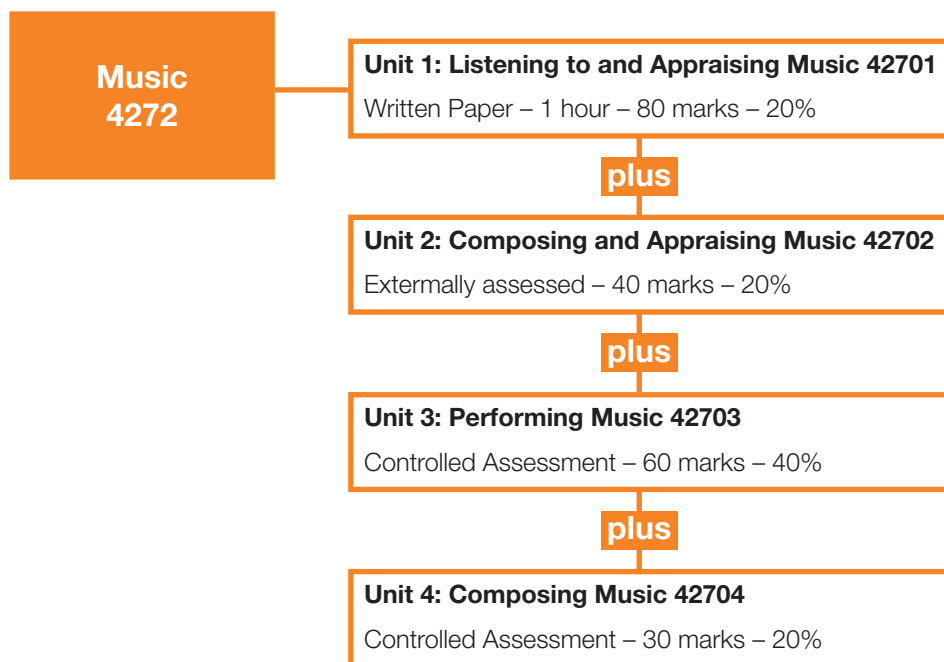 Music
4272
Unit 1: Listening to and Appraising Music 42701
Written Paper – 1 hour – 80 marks – 20%
plus
Unit 2: Composing and Appraising Music 42702
Extermally assessed – 40 marks – 20%
plus
Unit 3: Performing Music 42703
Controlled Assessment – 60 marks – 40%
plus
Unit 4: Composing Music 42704
Controlled Assessment – 30 marks – 20%